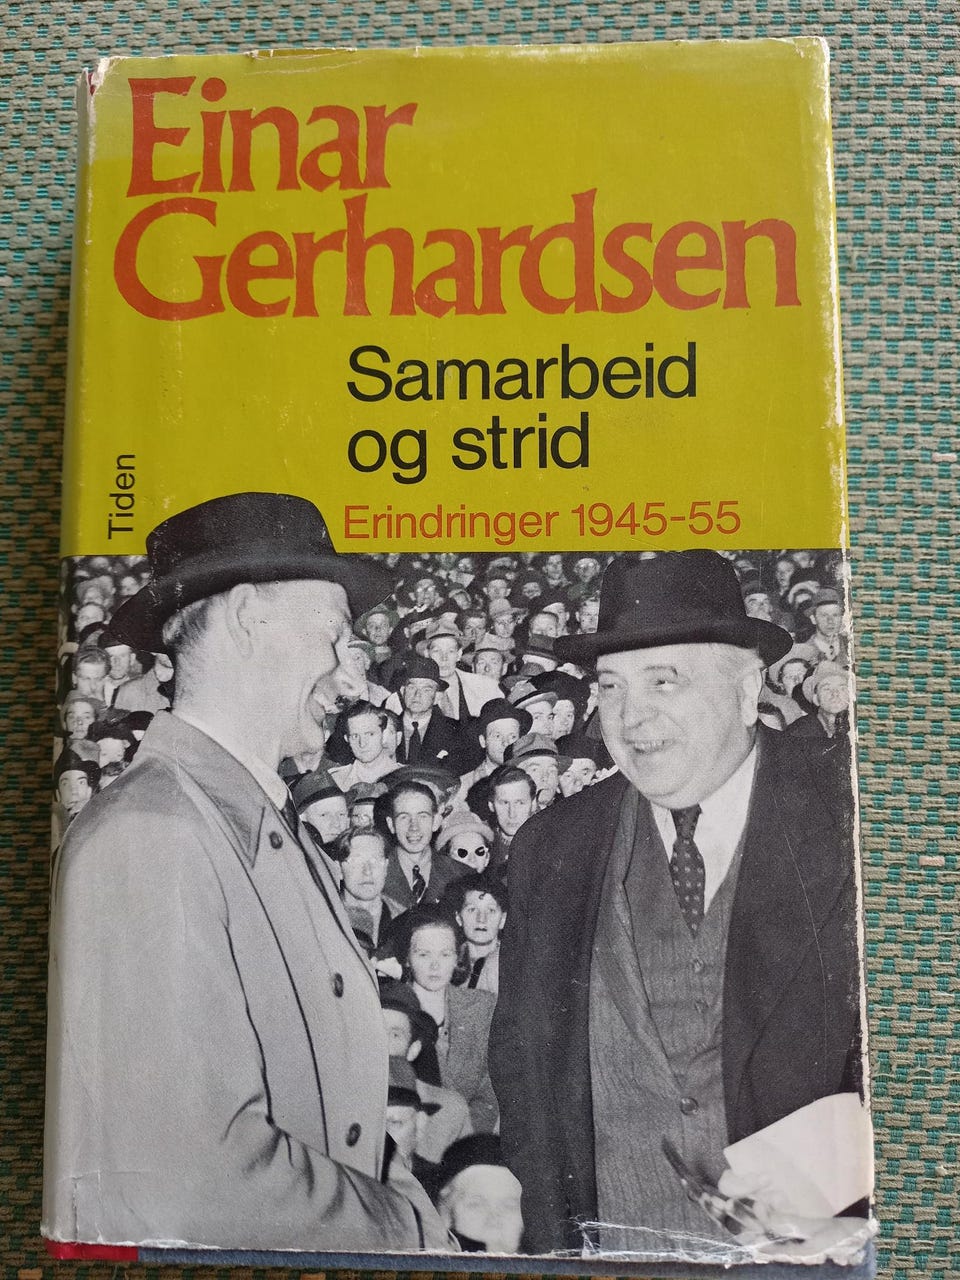 Einar
Gerhardsen
Samarbeid
og strid
Erindringer 1945-55
Tiden